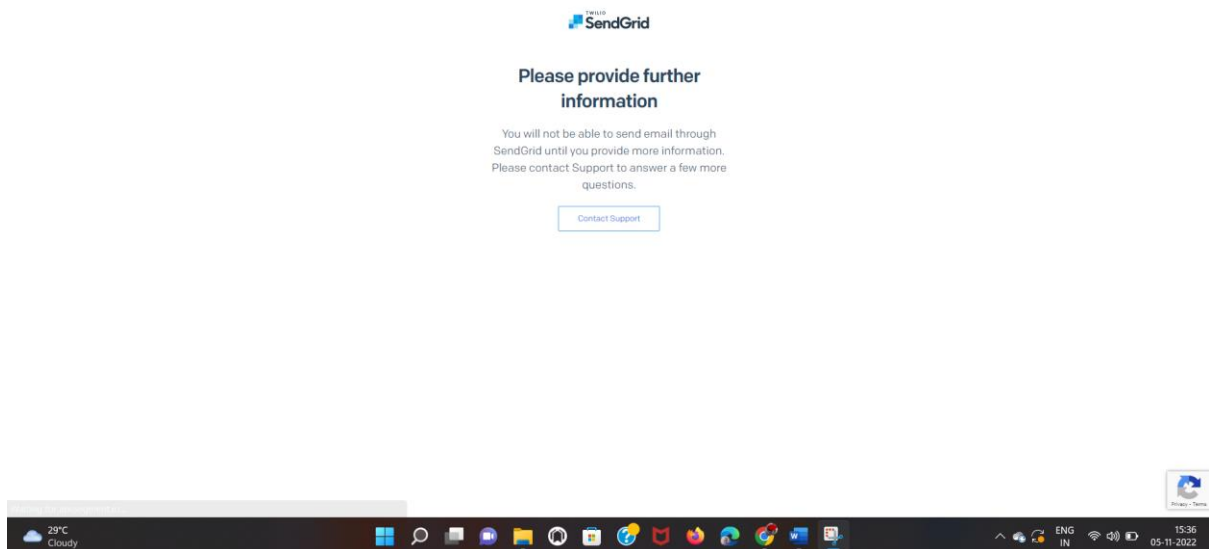 TWILIO
SendGrid
Please provide further
information
You will not be able to send email through
SendGrid until you provide more information.
Please contact Support to answer a few more
questions.
Contact Support
Privacy - Terms
29°C
Cloudy
ENG
IN
15:36
05-11-2022